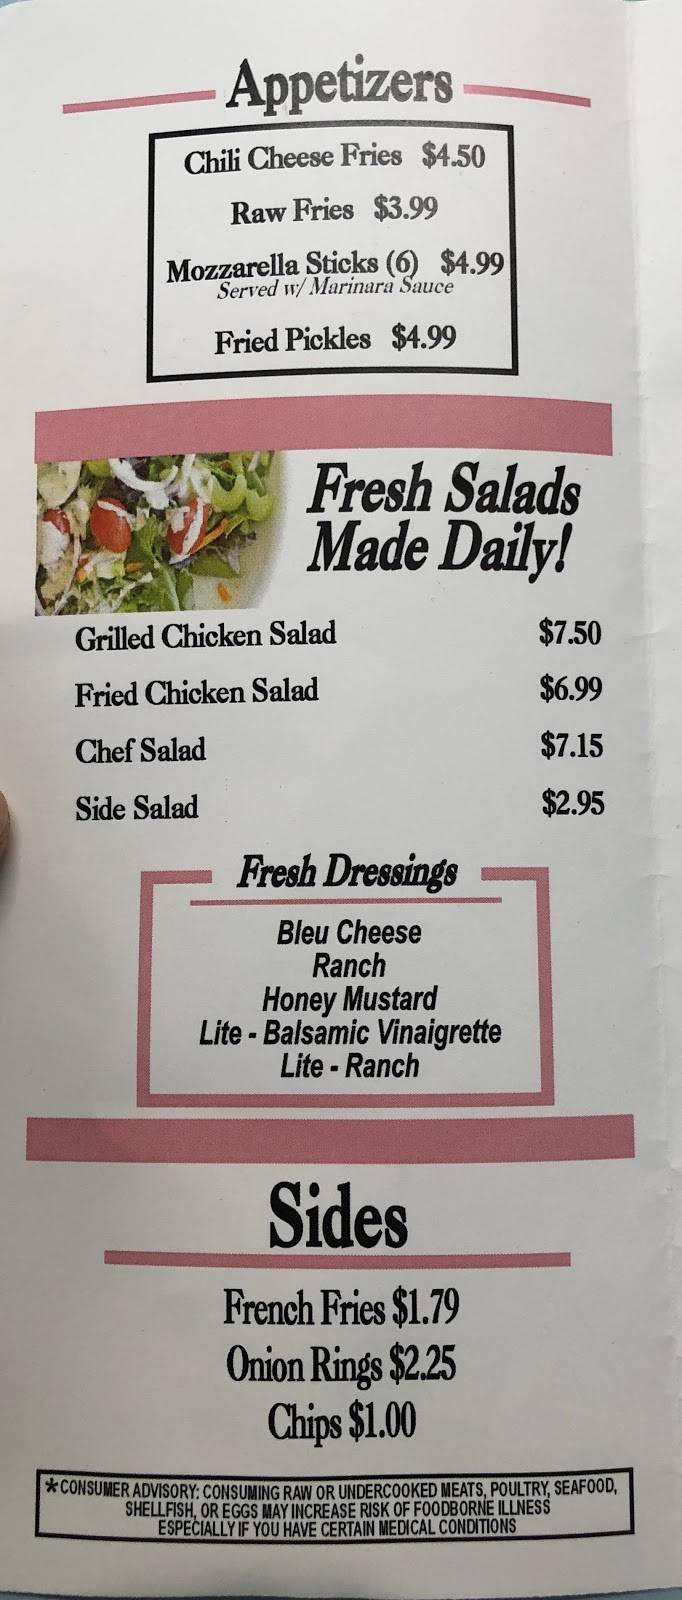 Appetizers
Chili Cheese Fries $4.50
Raw Fries $3.99
Mozzarella Sticks (6) $4.99
Served w/ Marinara Sauce
Fried Pickles $4.99
Fresh Salads
Made Daily!
Grilled Chicken Salad $7.50
Fried Chicken Salad $6.99
Chef Salad $7.15
Side Salad $2.95
Fresh Dressings
Bleu Cheese
Ranch
Honey Mustard
Lite - Balsamic Vinaigrette
Lite - Ranch
Sides
French Fries $1.79
Onion Rings $2.25
Chips $1.00
*CONSUMER ADVISORY: CONSUMING RAW OR UNDERCOOKED MEATS, POULTRY, SEAFOOD,
SHELLFISH, OR EGGS MAY INCREASE RISK OF FOODBORNE ILLNESS
ESPECIALLY IF YOU HAVE CERTAIN MEDICAL CONDITIONS